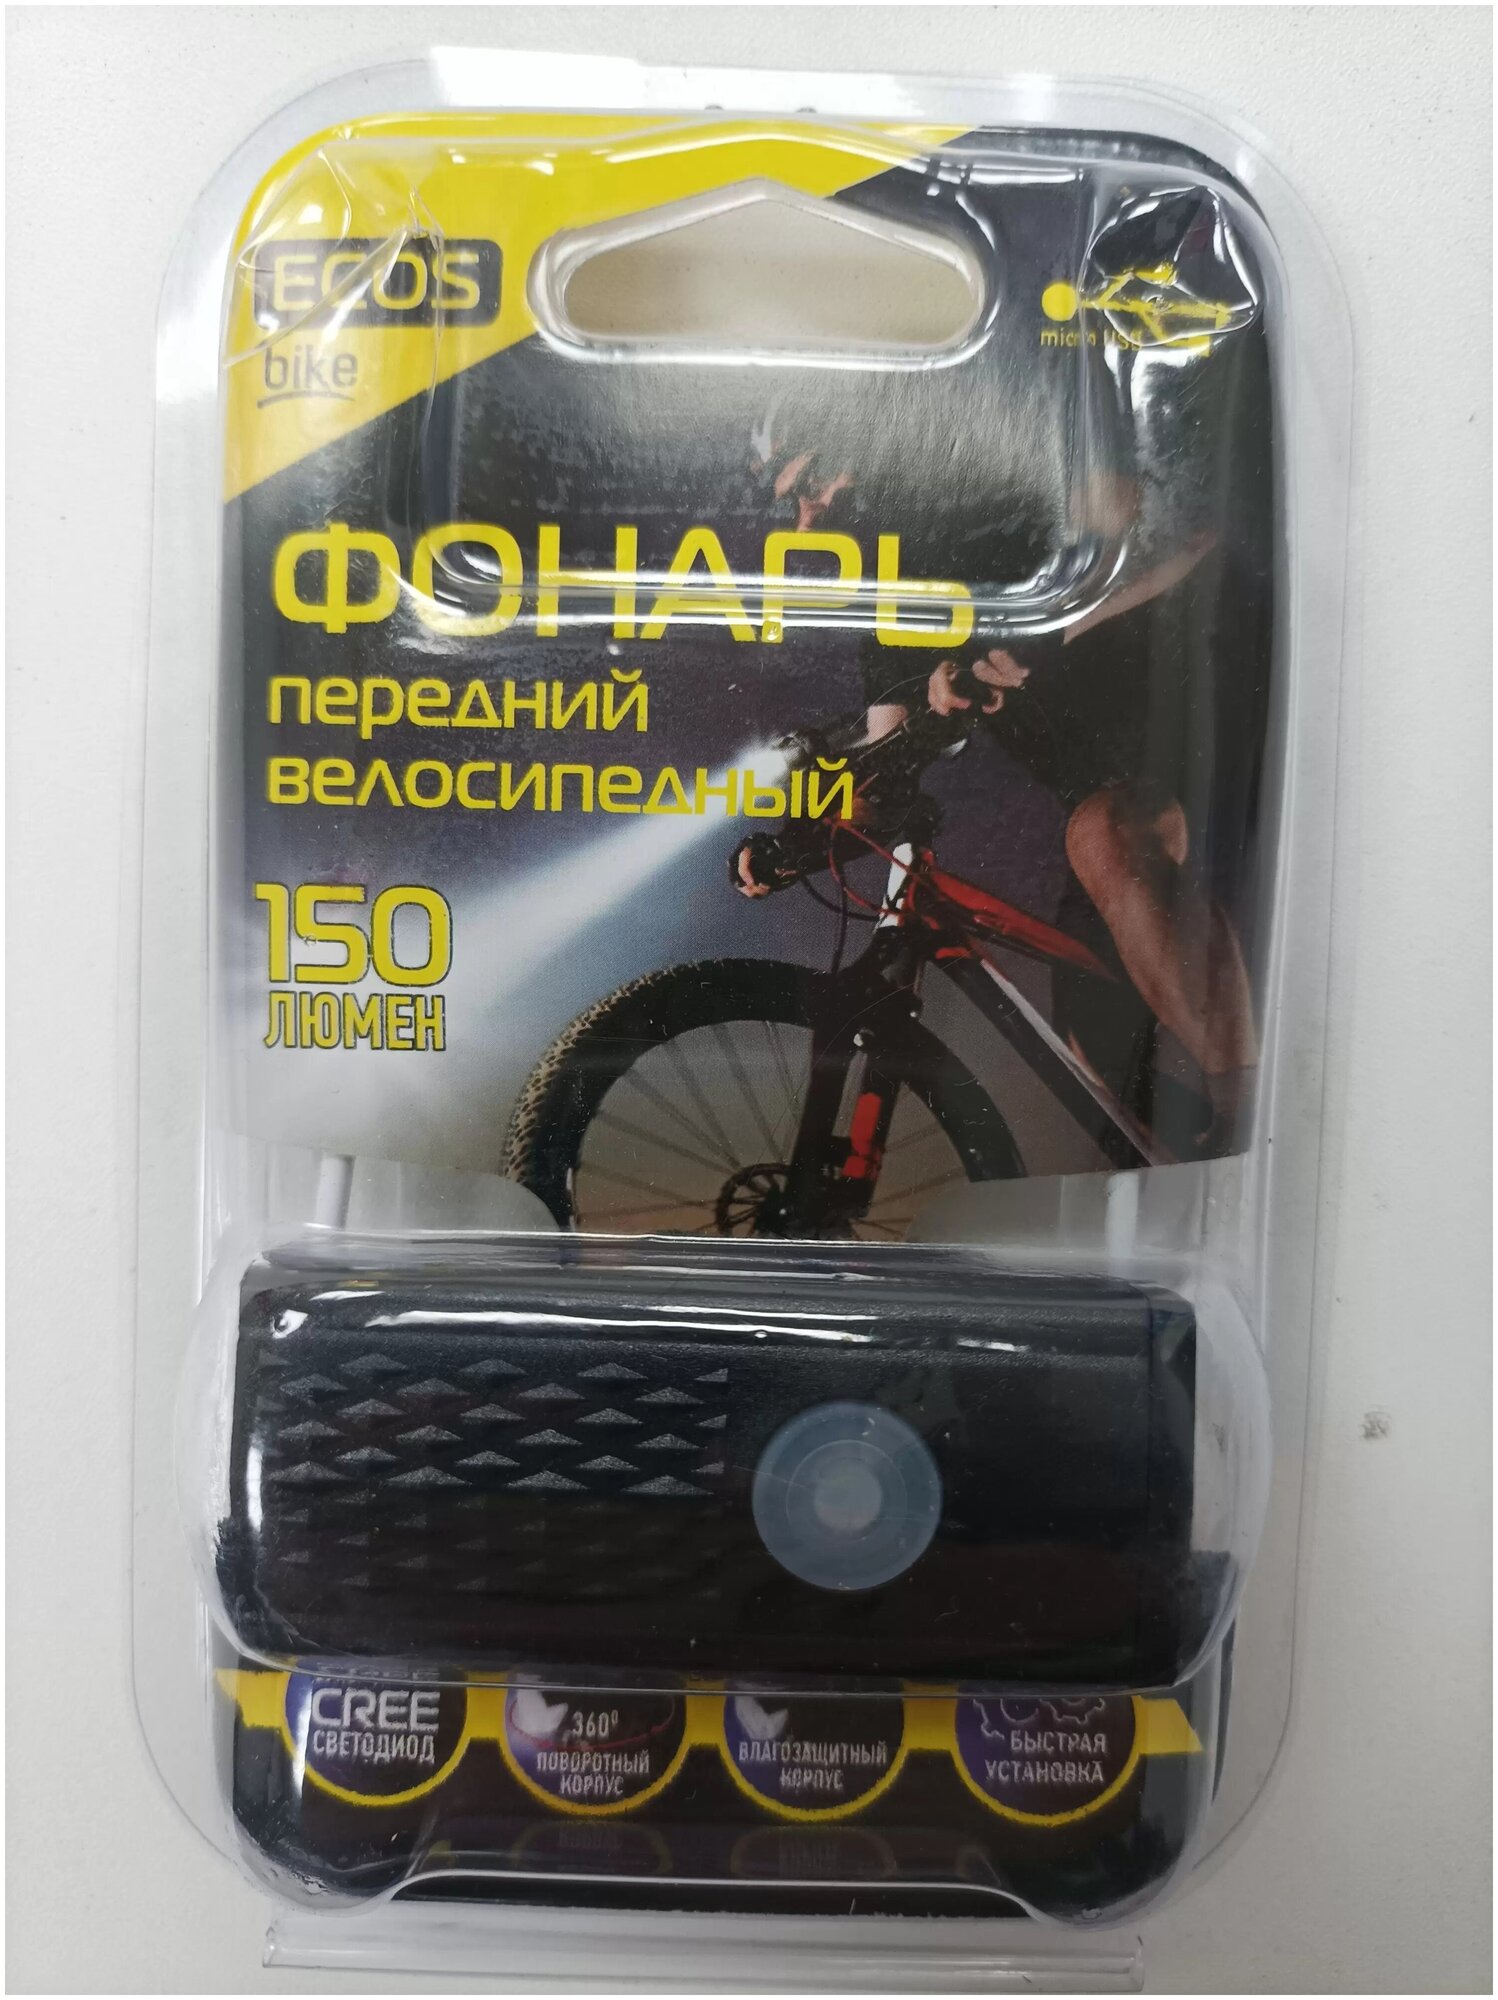 ECOS
bike
micro USB
ФОНАРЬ
передний
велосипедный
150
ЛЮМЕН
CREE
СВЕТОДИОД
360°
ПОВОРОТНЫЙ
КОРПУС
ВЛАГОЗАЩИТНЫЙ
КОРПУС
БЫСТРАЯ
УСТАНОВКА